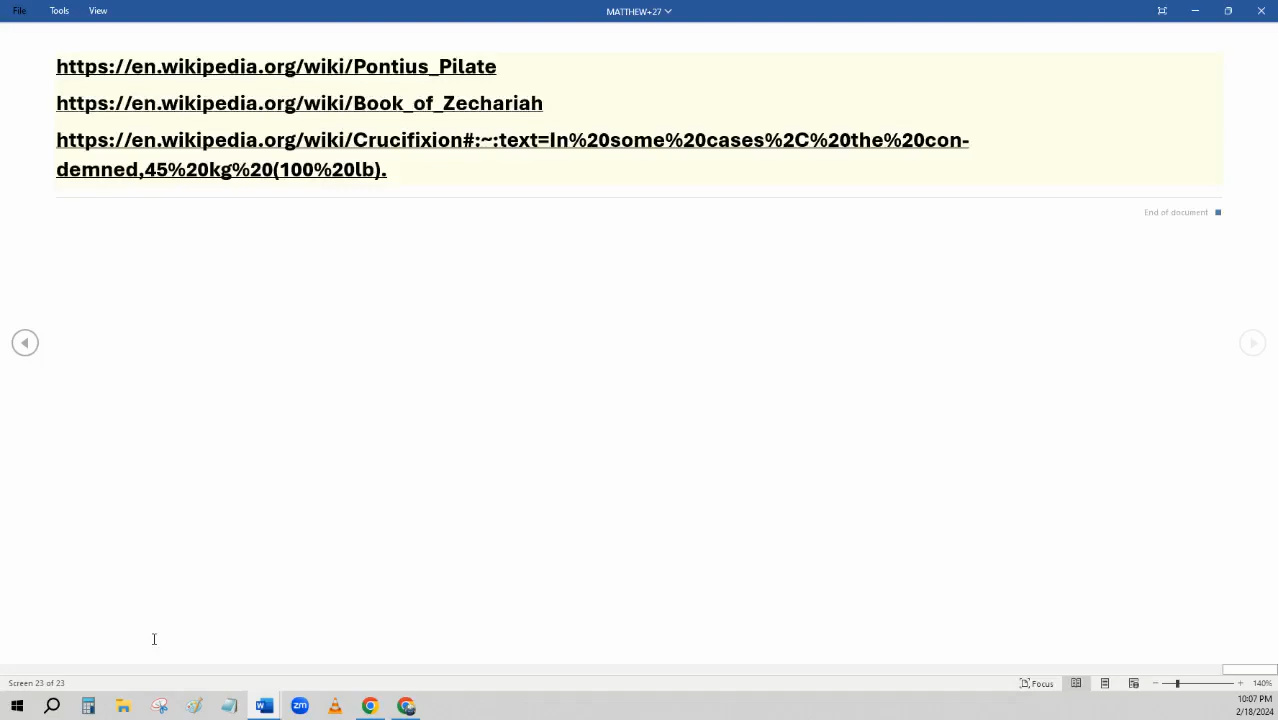 File Tools View MATTHEW+27
https://en.wikipedia.org/wiki/Pontius_Pilate
https://en.wikipedia.org/wiki/Book_of_Zechariah
https://en.wikipedia.org/wiki/Crucifixion#:~:text=In%20some%20cases%2C%20the%20con-
demned,45%20kg%20(100%20lb).
End of document
Screen 23 of 23 Focus 140%
W zm
10:07 PM
2/18/2024